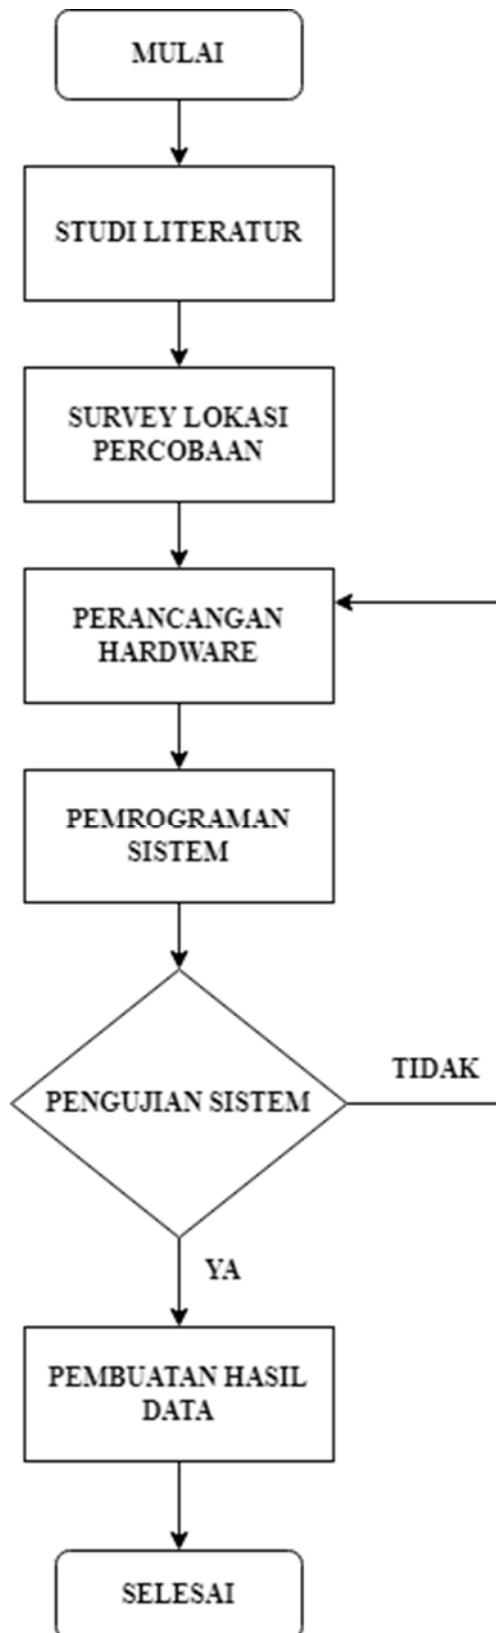 MULAI
STUDI LITERATUR
SURVEY LOKASI
PERCOBAAN
PERANCANGAN
HARDWARE
PEMROGRAMAN
SISTEM
PENGUJIAN SISTEM
TIDAK
YA
PEMBUATAN HASIL
DATA
SELESAI